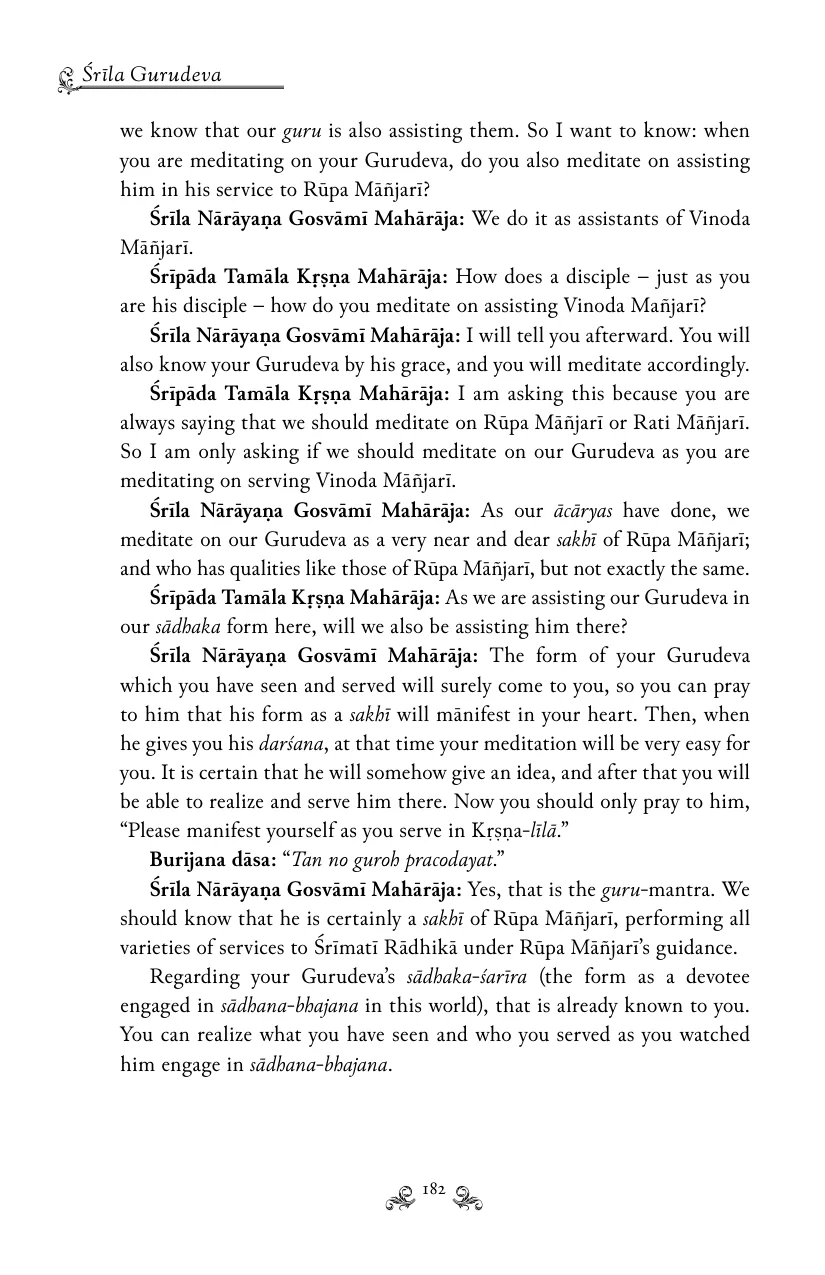 Śrīla Gurudeva
we know that our guru is also assisting them. So I want to know: when
you are meditating on your Gurudeva, do you also meditate on assisting
him in his service to Rūpa Māñjarī?
Śrīla Nārāyaṇa Gosvāmī Mahārāja: We do it as assistants of Vinoda
Māñjarī.
Śrīpāda Tamāla Kṛṣṇa Mahārāja: How does a disciple – just as you
are his disciple – how do you meditate on assisting Vinoda Mañjarī?
Śrīla Nārāyaṇa Gosvāmī Mahārāja: I will tell you afterward. You will
also know your Gurudeva by his grace, and you will meditate accordingly.
Śrīpāda Tamāla Kṛṣṇa Mahārāja: I am asking this because you are
always saying that we should meditate on Rūpa Māñjarī or Rati Māñjarī.
So I am only asking if we should meditate on our Gurudeva as you are
meditating on serving Vinoda Māñjarī.
Śrīla Nārāyaṇa Gosvāmī Mahārāja: As our ācāryas have done, we
meditate on our Gurudeva as a very near and dear sakhī of Rūpa Māñjarī;
and who has qualities like those of Rūpa Māñjarī, but not exactly the same.
Śrīpāda Tamāla Kṛṣṇa Mahārāja: As we are assisting our Gurudeva in
our sādhaka form here, will we also be assisting him there?
Śrīla Nārāyaṇa Gosvāmī Mahārāja: The form of your Gurudeva
which you have seen and served will surely come to you, so you can pray
to him that his form as a sakhī will mānifest in your heart. Then, when
he gives you his darśana, at that time your meditation will be very easy for
you. It is certain that he will somehow give an idea, and after that you will
be able to realize and serve him there. Now you should only pray to him,
“Please manifest yourself as you serve in Kṛṣṇa-līlā.”
Burijana dāsa: “Tan no guroh pracodayat.”
Śrīla Nārāyaṇa Gosvāmī Mahārāja: Yes, that is the guru-mantra. We
should know that he is certainly a sakhī of Rūpa Māñjarī, performing all
varieties of services to Śrīmatī Rādhikā under Rūpa Māñjarī’s guidance.
Regarding your Gurudeva’s sādhaka-śarīra (the form as a devotee
engaged in sādhana-bhajana in this world), that is already known to you.
You can realize what you have seen and who you served as you watched
him engage in sādhana-bhajana.
182